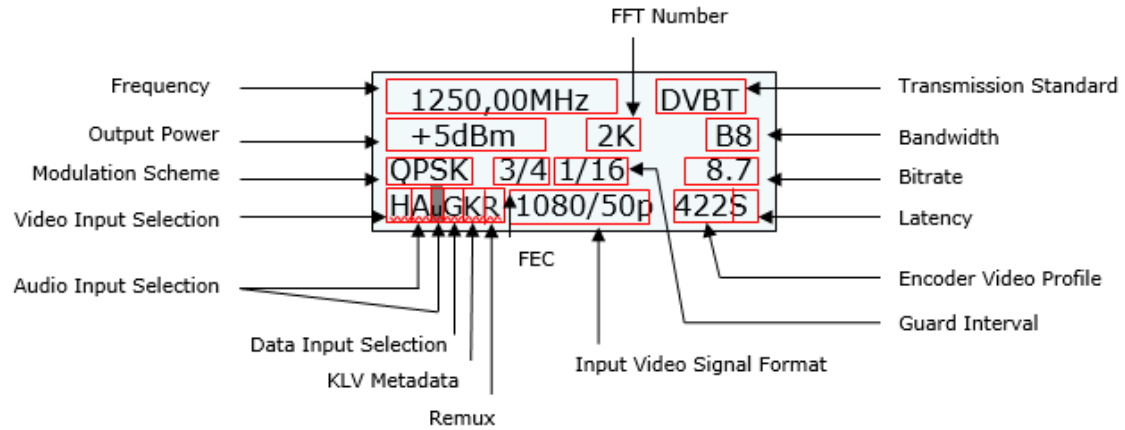 FFT Number
Frequency
Transmission Standard
1250,00MHz DVBT
Output Power
+5dBm 2K B8
Bandwidth
Modulation Scheme
QPSK 3/4 1/16 8.7
Bitrate
Video Input Selection
HAuGKR 1080/50p 422S
Latency
FEC
Audio Input Selection
Encoder Video Profile
Guard Interval
Data Input Selection
Input Video Signal Format
KLV Metadata
Remux